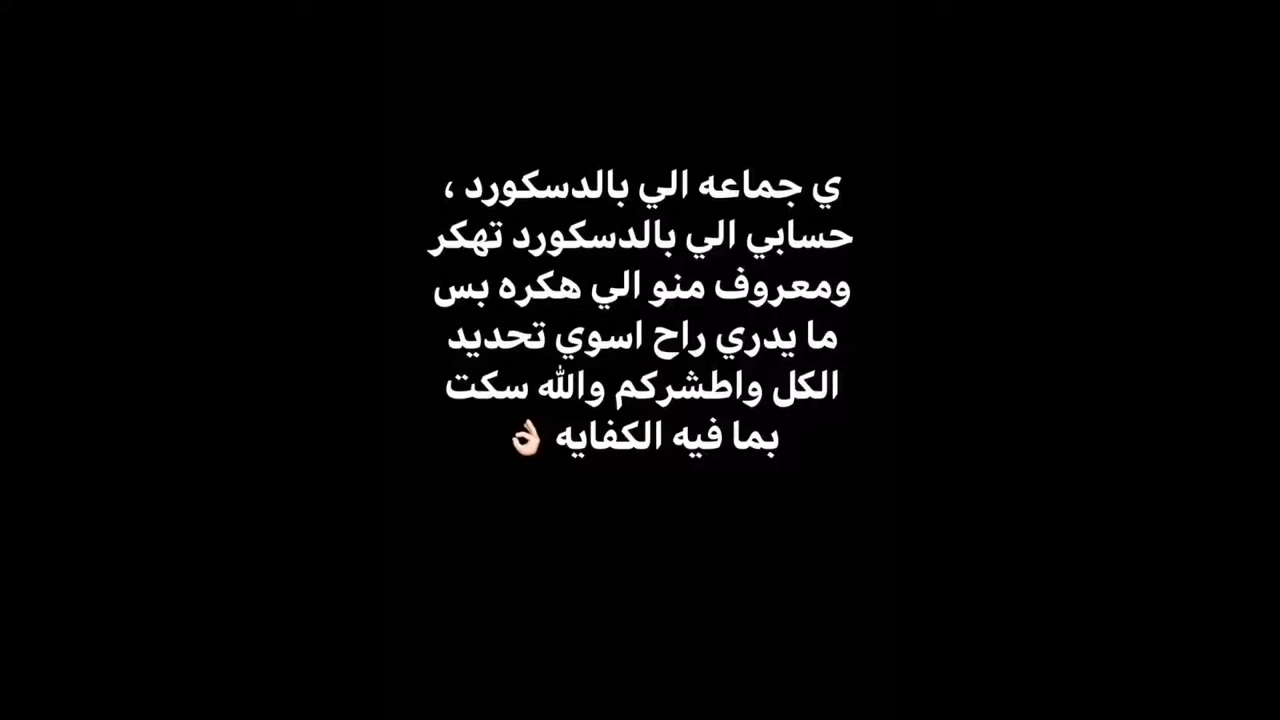 ي جماعه الي بالدسكورد ،
حسابي الي بالدسكورد تهكر
ومعروف منو الي هكره بس
ما يدري راح اسوي تحديد
الكل واطشركم والله سكت
بما فيه الكفايه 👌🏻